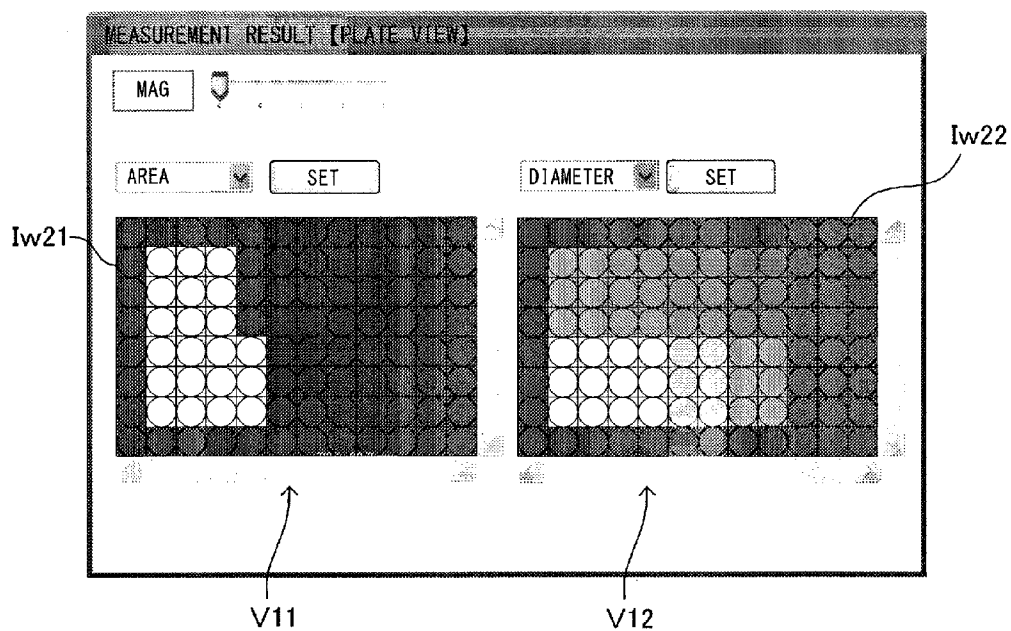 MEASUREMENT RESULT [PLATE VIEW]
MAG
Iw22
AREA SET DIAMETER SET
Iw21
V11 V12